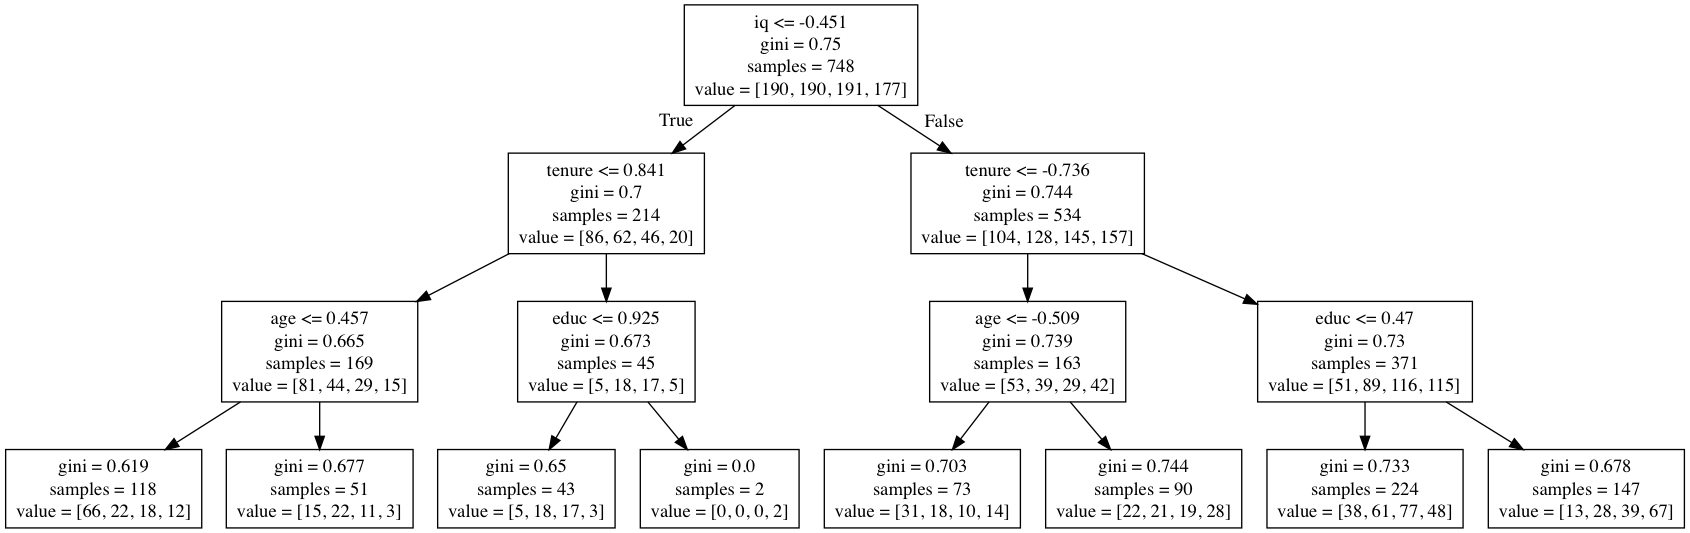 iq <= -0.451
gini = 0.75
samples = 748
value = [190, 190, 191, 177]
True
False
tenure <= 0.841
gini = 0.7
samples = 214
value = [86, 62, 46, 20]
tenure <= -0.736
gini = 0.744
samples = 534
value = [104, 128, 145, 157]
age <= 0.457
gini = 0.665
samples = 169
value = [81, 44, 29, 15]
educ <= 0.925
gini = 0.673
samples = 45
value = [5, 18, 17, 5]
age <= -0.509
gini = 0.739
samples = 163
value = [53, 39, 29, 42]
educ <= 0.47
gini = 0.73
samples = 371
value = [51, 89, 116, 115]
gini = 0.619
samples = 118
value = [66, 22, 18, 12]
gini = 0.677
samples = 51
value = [15, 22, 11, 3]
gini = 0.65
samples = 43
value = [5, 18, 17, 3]
gini = 0.0
samples = 2
value = [0, 0, 0, 2]
gini = 0.703
samples = 73
value = [31, 18, 10, 14]
gini = 0.744
samples = 90
value = [22, 21, 19, 28]
gini = 0.733
samples = 224
value = [38, 61, 77, 48]
gini = 0.678
samples = 147
value = [13, 28, 39, 67]